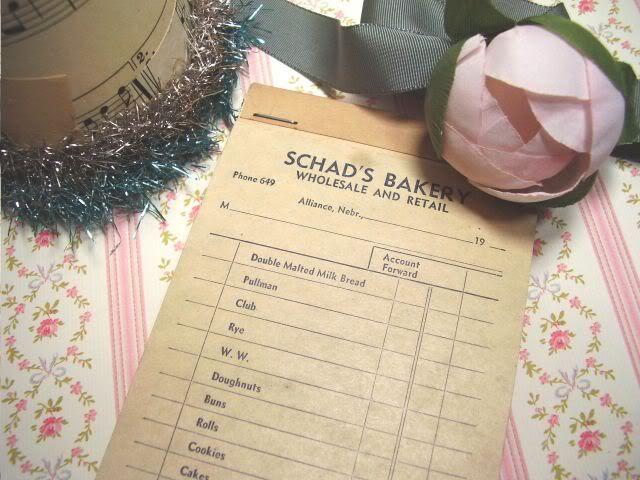 SCHAD'S BAKERY
WHOLESALE AND RETAIL
Phone 649
Alliance, Nebr.,
M 19
Account
Forward
Double Malted Milk Bread
Pullman
Club
Rye
W. W.
Doughnuts
Buns
Rolls
Cookies
Cakes
2.